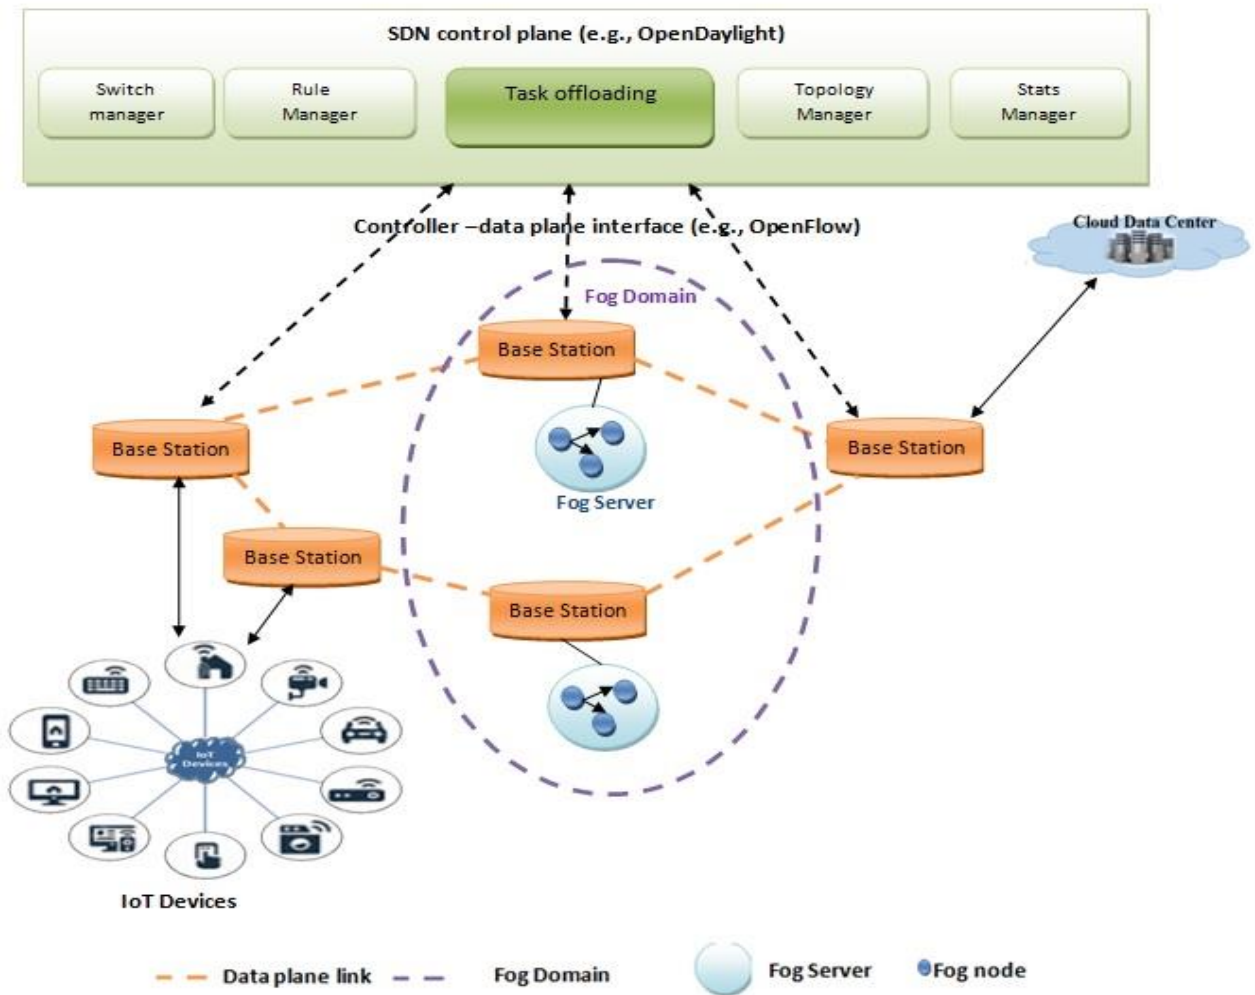 SDN control plane (e.g., OpenDaylight)
Switch
manager
Rule
Manager
Task offloading
Topology
Manager
Stats
Manager
Controller –data plane interface (e.g., OpenFlow)
Cloud Data Center
Fog Domain
Base Station
Base Station
Base Station
Fog Server
Base Station
Base Station
IoT
Devices
IoT Devices
Data plane link
Fog Domain
Fog Server
Fog node